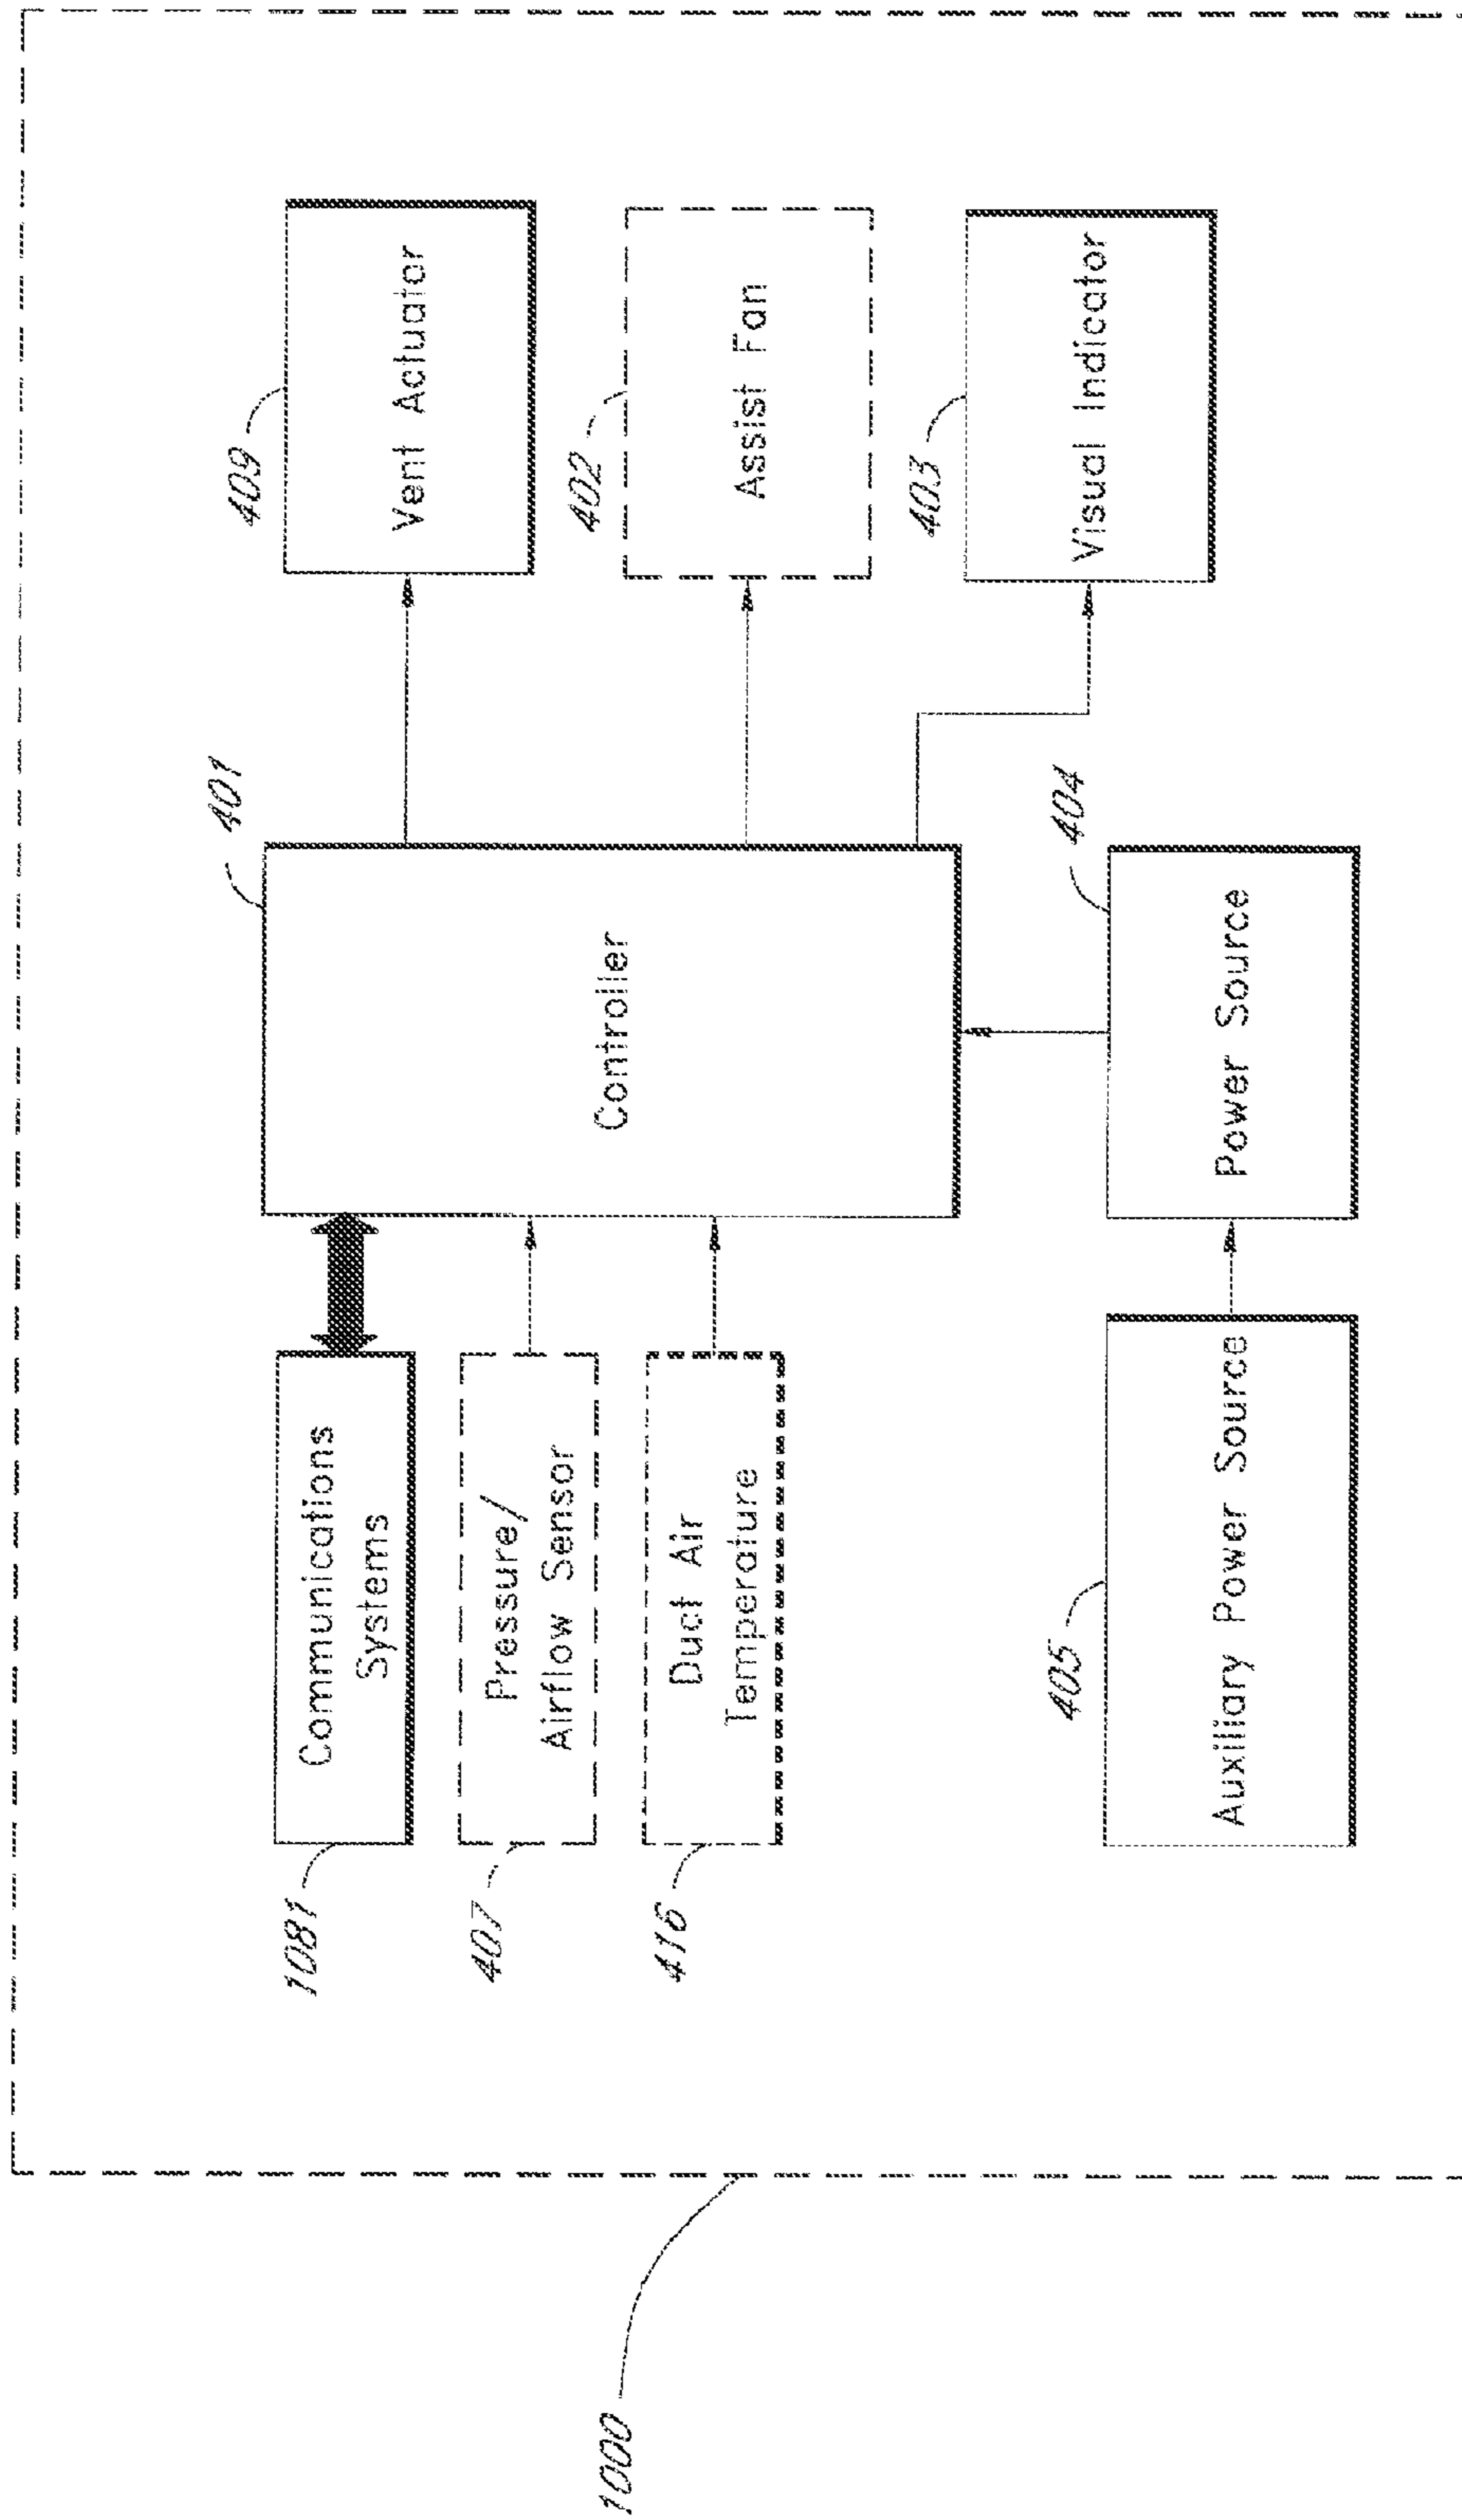 1000
1081
Communications
Systems
407
Pressure/
Airflow Sensor
416
Duct Air
Temperature
401
Controller
409
Vent Actuator
402
Assist Fan
403
Visual Indicator
405
Auxiliary Power Source
404
Power Source